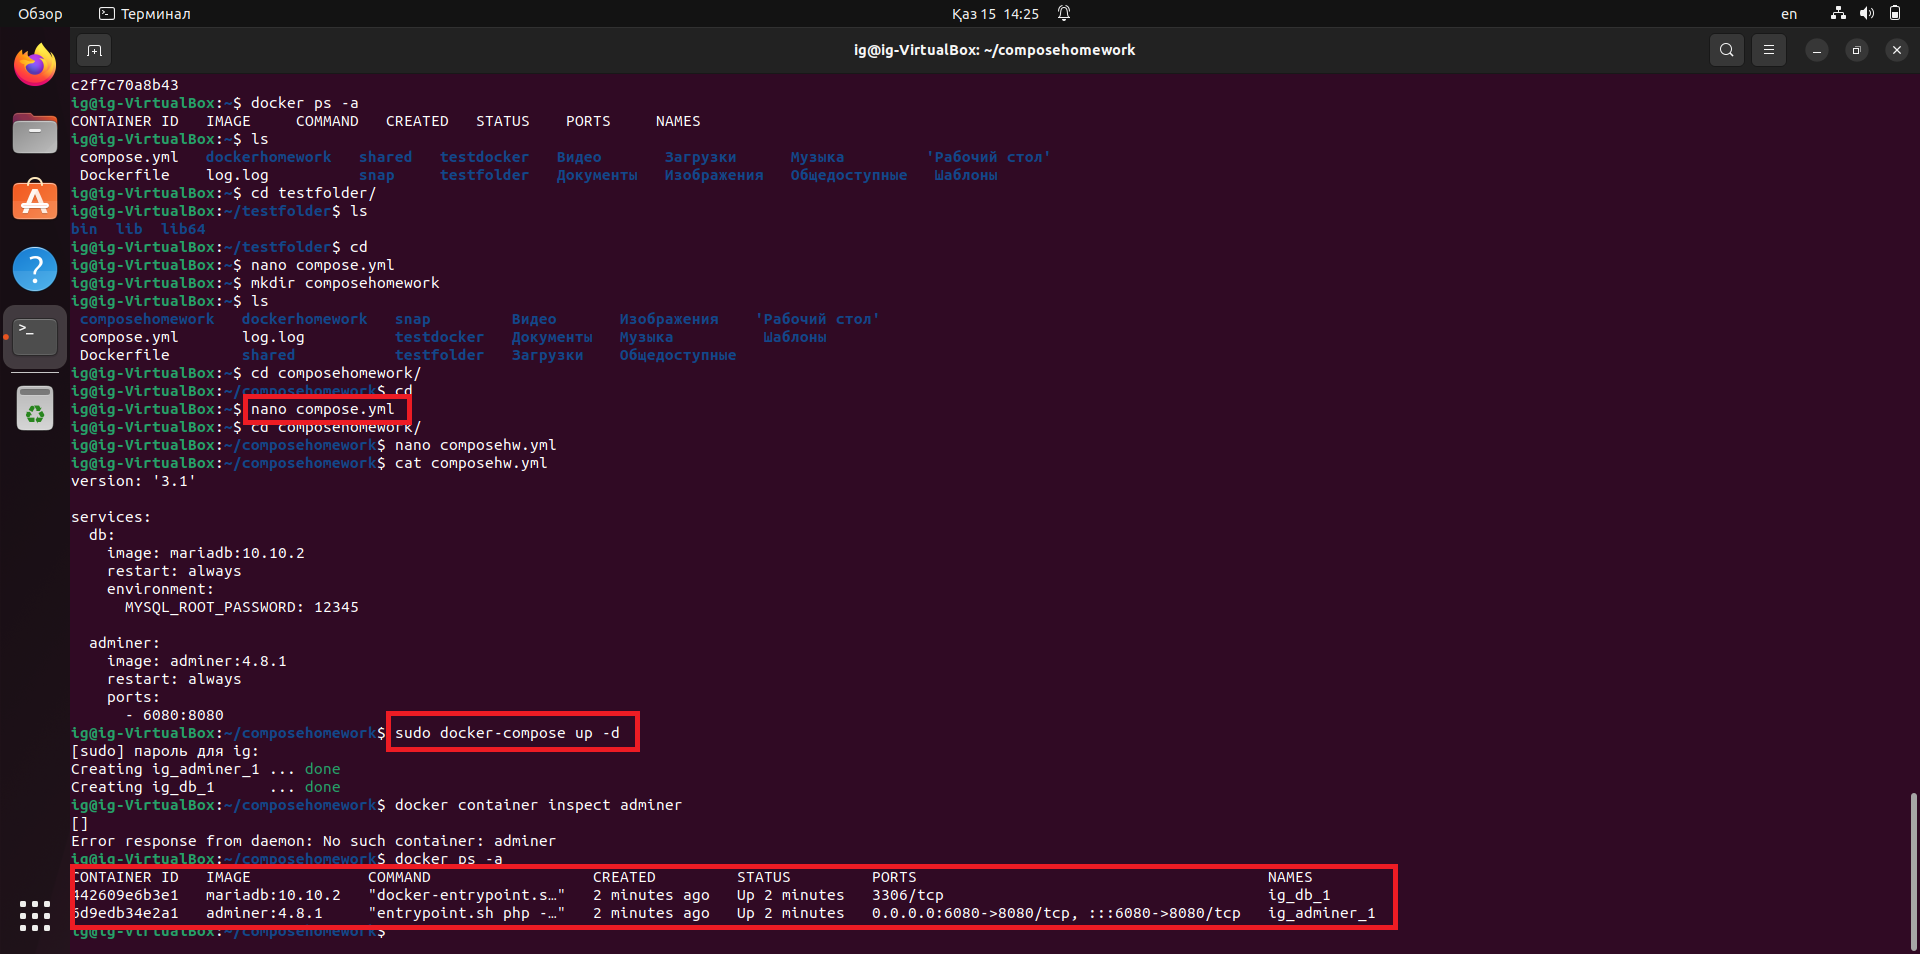 Обзор Терминал Қаз 15 14:25 en
ig@ig-VirtualBox: ~/composehomework
c2f7c70a8b43
ig@ig-VirtualBox:~$ docker ps -a
CONTAINER ID   IMAGE     COMMAND   CREATED   STATUS    PORTS     NAMES
ig@ig-VirtualBox:~$ ls
compose.yml   dockerhomework   shared   testdocker   Видео       Загрузки      Музыка         'Рабочий стол'
Dockerfile    log.log          snap     testfolder   Документы   Изображения   Общедоступные   Шаблоны
ig@ig-VirtualBox:~$ cd testfolder/
ig@ig-VirtualBox:~/testfolder$ ls
bin  lib  lib64
ig@ig-VirtualBox:~/testfolder$ cd
ig@ig-VirtualBox:~$ nano compose.yml
ig@ig-VirtualBox:~$ mkdir composehomework
ig@ig-VirtualBox:~$ ls
composehomework   dockerhomework   snap         Видео       Изображения    'Рабочий стол'
compose.yml       log.log          testdocker   Документы   Музыка          Шаблоны
Dockerfile        shared           testfolder   Загрузки    Общедоступные
ig@ig-VirtualBox:~$ cd composehomework/
ig@ig-VirtualBox:~/composehomework$ cd
ig@ig-VirtualBox:~$ nano compose.yml
ig@ig-VirtualBox:~$ cd composehomework/
ig@ig-VirtualBox:~/composehomework$ nano composehw.yml
ig@ig-VirtualBox:~/composehomework$ cat composehw.yml
version: '3.1'
services:
  db:
    image: mariadb:10.10.2
    restart: always
    environment:
      MYSQL_ROOT_PASSWORD: 12345
  adminer:
    image: adminer:4.8.1
    restart: always
    ports:
      - 6080:8080
ig@ig-VirtualBox:~/composehomework$ sudo docker-compose up -d
[sudo] пароль для ig:
Creating ig_adminer_1 ... done
Creating ig_db_1      ... done
ig@ig-VirtualBox:~/composehomework$ docker container inspect adminer
[]
Error response from daemon: No such container: adminer
ig@ig-VirtualBox:~/composehomework$ docker ps -a
CONTAINER ID   IMAGE             COMMAND                  CREATED         STATUS         PORTS                                       NAMES
442609e6b3e1   mariadb:10.10.2   "docker-entrypoint.s…"   2 minutes ago   Up 2 minutes   3306/tcp                                    ig_db_1
5d9edb34e2a1   adminer:4.8.1     "entrypoint.sh php -…"   2 minutes ago   Up 2 minutes   0.0.0.0:6080->8080/tcp, :::6080->8080/tcp   ig_adminer_1
ig@ig-VirtualBox:~/composehomework$